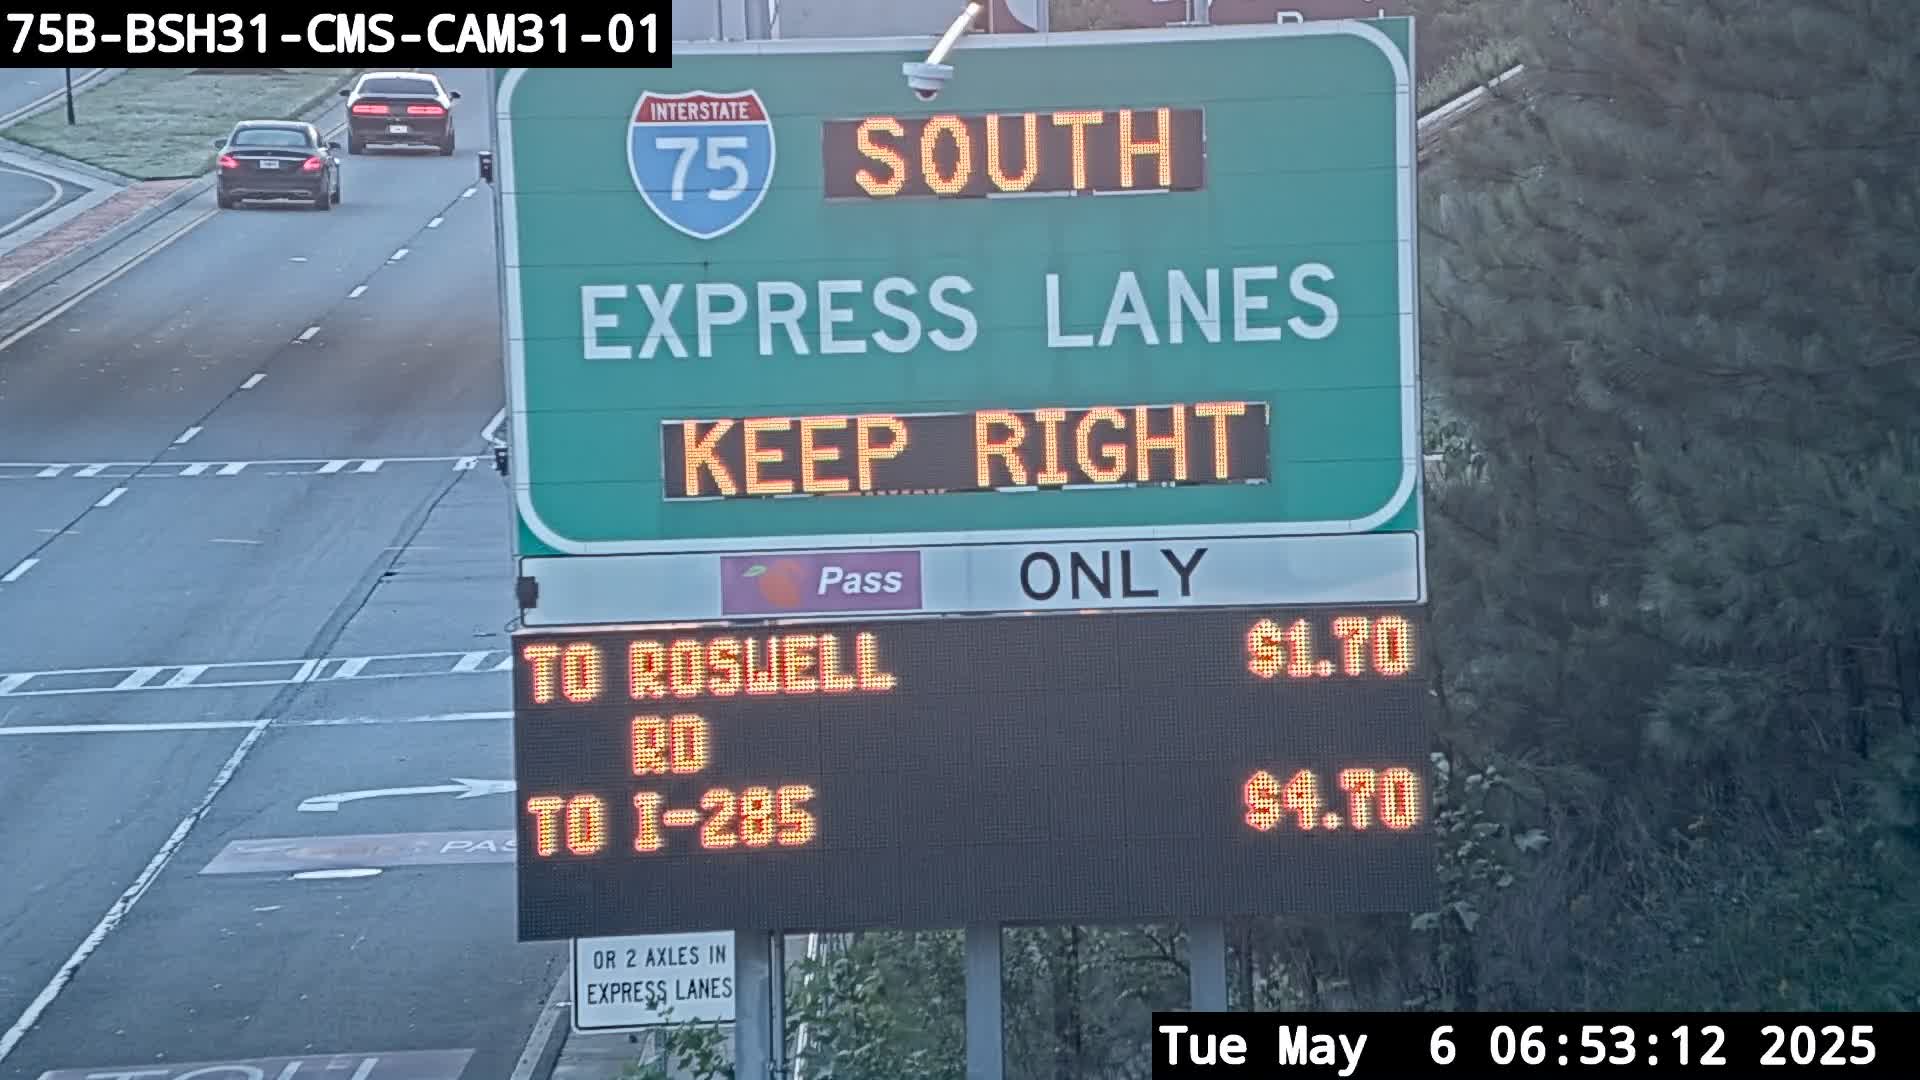 75B-BSH31-CMS-CAM31-01
INTERSTATE
75
SOUTH
EXPRESS LANES
KEEP RIGHT
Pass ONLY
TO ROSWELL $1.70
RD
TO I-285 $4.70
PAS
OR 2 AXLES IN
EXPRESS LANES
Tue May 6 06:53:12 2025